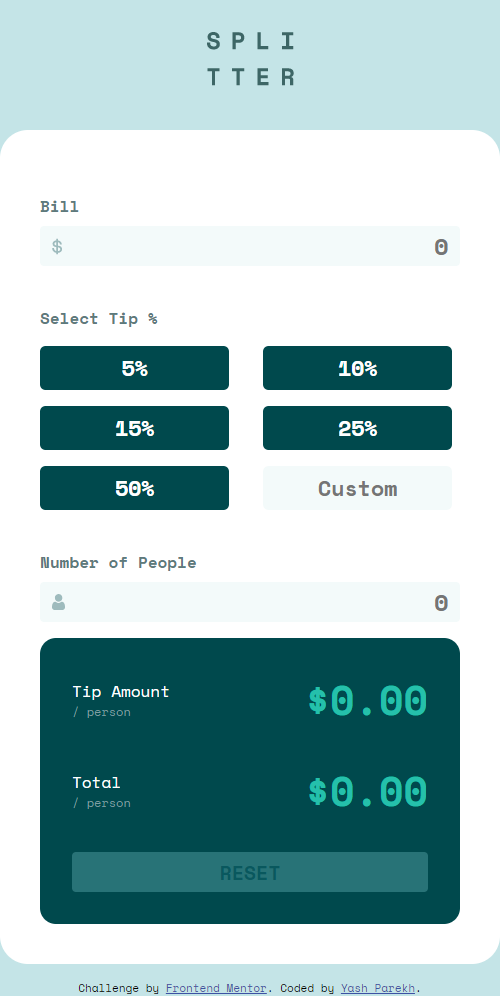 SPLI
TTER
Bill
$ 0
Select Tip %
5% 10%
15% 25%
50% Custom
Number of People
0
Tip Amount
/ person
$0.00
Total
/ person
$0.00
RESET
Challenge by Frontend Mentor. Coded by Yash Parekh.